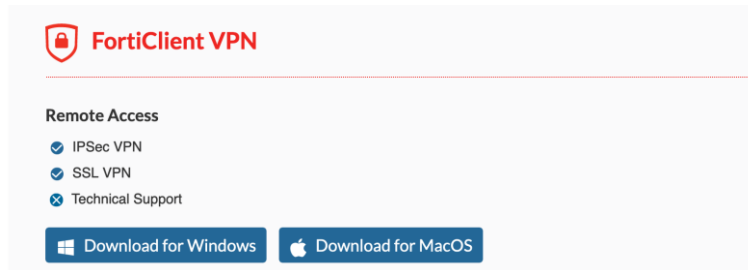 FortiClient VPN
Remote Access
IPSec VPN
SSL VPN
Technical Support
Download for Windows
Download for MacOS